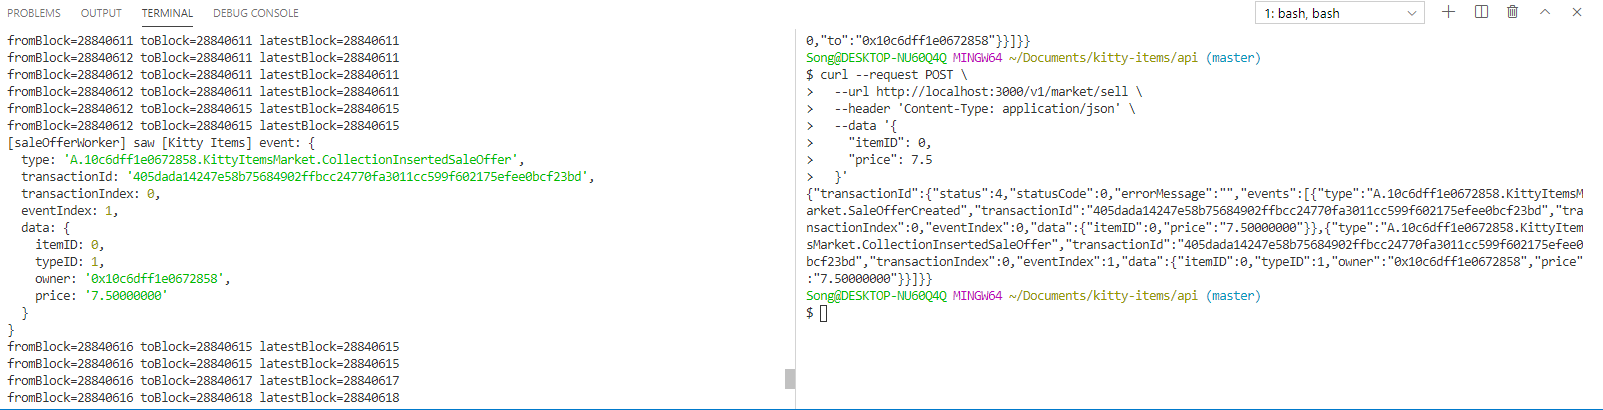 PROBLEMS OUTPUT TERMINAL DEBUG CONSOLE
1: bash, bash
fromBlock=28840611 toBlock=28840611 latestBlock=28840611
fromBlock=28840612 toBlock=28840611 latestBlock=28840611
fromBlock=28840612 toBlock=28840611 latestBlock=28840611
fromBlock=28840612 toBlock=28840611 latestBlock=28840611
fromBlock=28840612 toBlock=28840615 latestBlock=28840615
fromBlock=28840612 toBlock=28840615 latestBlock=28840615
[saleOfferWorker] saw [Kitty Items] event: {
  type: 'A.10c6dff1e0672858.KittyItemsMarket.CollectionInsertedSaleOffer',
  transactionId: '405dada14247e58b75684902ffbcc24770fa3011cc599f602175efee0bcf23bd',
  transactionIndex: 0,
  eventIndex: 1,
  data: {
    itemID: 0,
    typeID: 1,
    owner: '0x10c6dff1e0672858',
    price: '7.50000000'
  }
}
fromBlock=28840616 toBlock=28840615 latestBlock=28840615
fromBlock=28840616 toBlock=28840615 latestBlock=28840615
fromBlock=28840616 toBlock=28840617 latestBlock=28840617
fromBlock=28840616 toBlock=28840618 latestBlock=28840618
0,"to":"0x10c6dff1e0672858"}}]}}
Song@DESKTOP-NU60Q4Q MINGW64 ~/Documents/kitty-items/api (master)
$ curl --request POST \
>   --url http://localhost:3000/v1/market/sell \
>   --header 'Content-Type: application/json' \
>   --data '{
>     "itemID": 0,
>     "price": 7.5
>   }'
{"transactionId":{"status":4,"statusCode":0,"errorMessage":"","events":[{"type":"A.10c6dff1e0672858.KittyItemsM
arket.SaleOfferCreated","transactionId":"405dada14247e58b75684902ffbcc24770fa3011cc599f602175efee0bcf23bd","tra
nsactionIndex":0,"eventIndex":0,"data":{"itemID":0,"price":"7.50000000"}},{"type":"A.10c6dff1e0672858.KittyItem
sMarket.CollectionInsertedSaleOffer","transactionId":"405dada14247e58b75684902ffbcc24770fa3011cc599f602175efee0
bcf23bd","transactionIndex":0,"eventIndex":1,"data":{"itemID":0,"typeID":1,"owner":"0x10c6dff1e0672858","price"
:"7.50000000"}}]}}
Song@DESKTOP-NU60Q4Q MINGW64 ~/Documents/kitty-items/api (master)
$